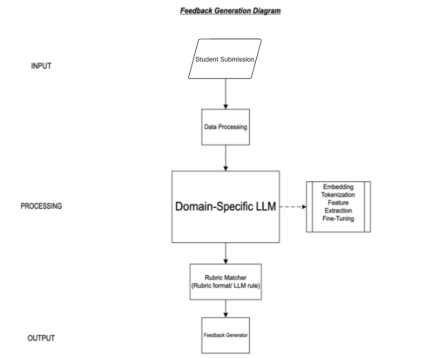 Feedback Generation Diagram
INPUT
Student Submission
Data Processing
PROCESSING
Domain-Specific LLM
Embedding
Tokenization
Feature
Extraction
Fine-Tuning
Rubric Matcher
(Rubric format/ LLM rule)
OUTPUT
Feedback Generator